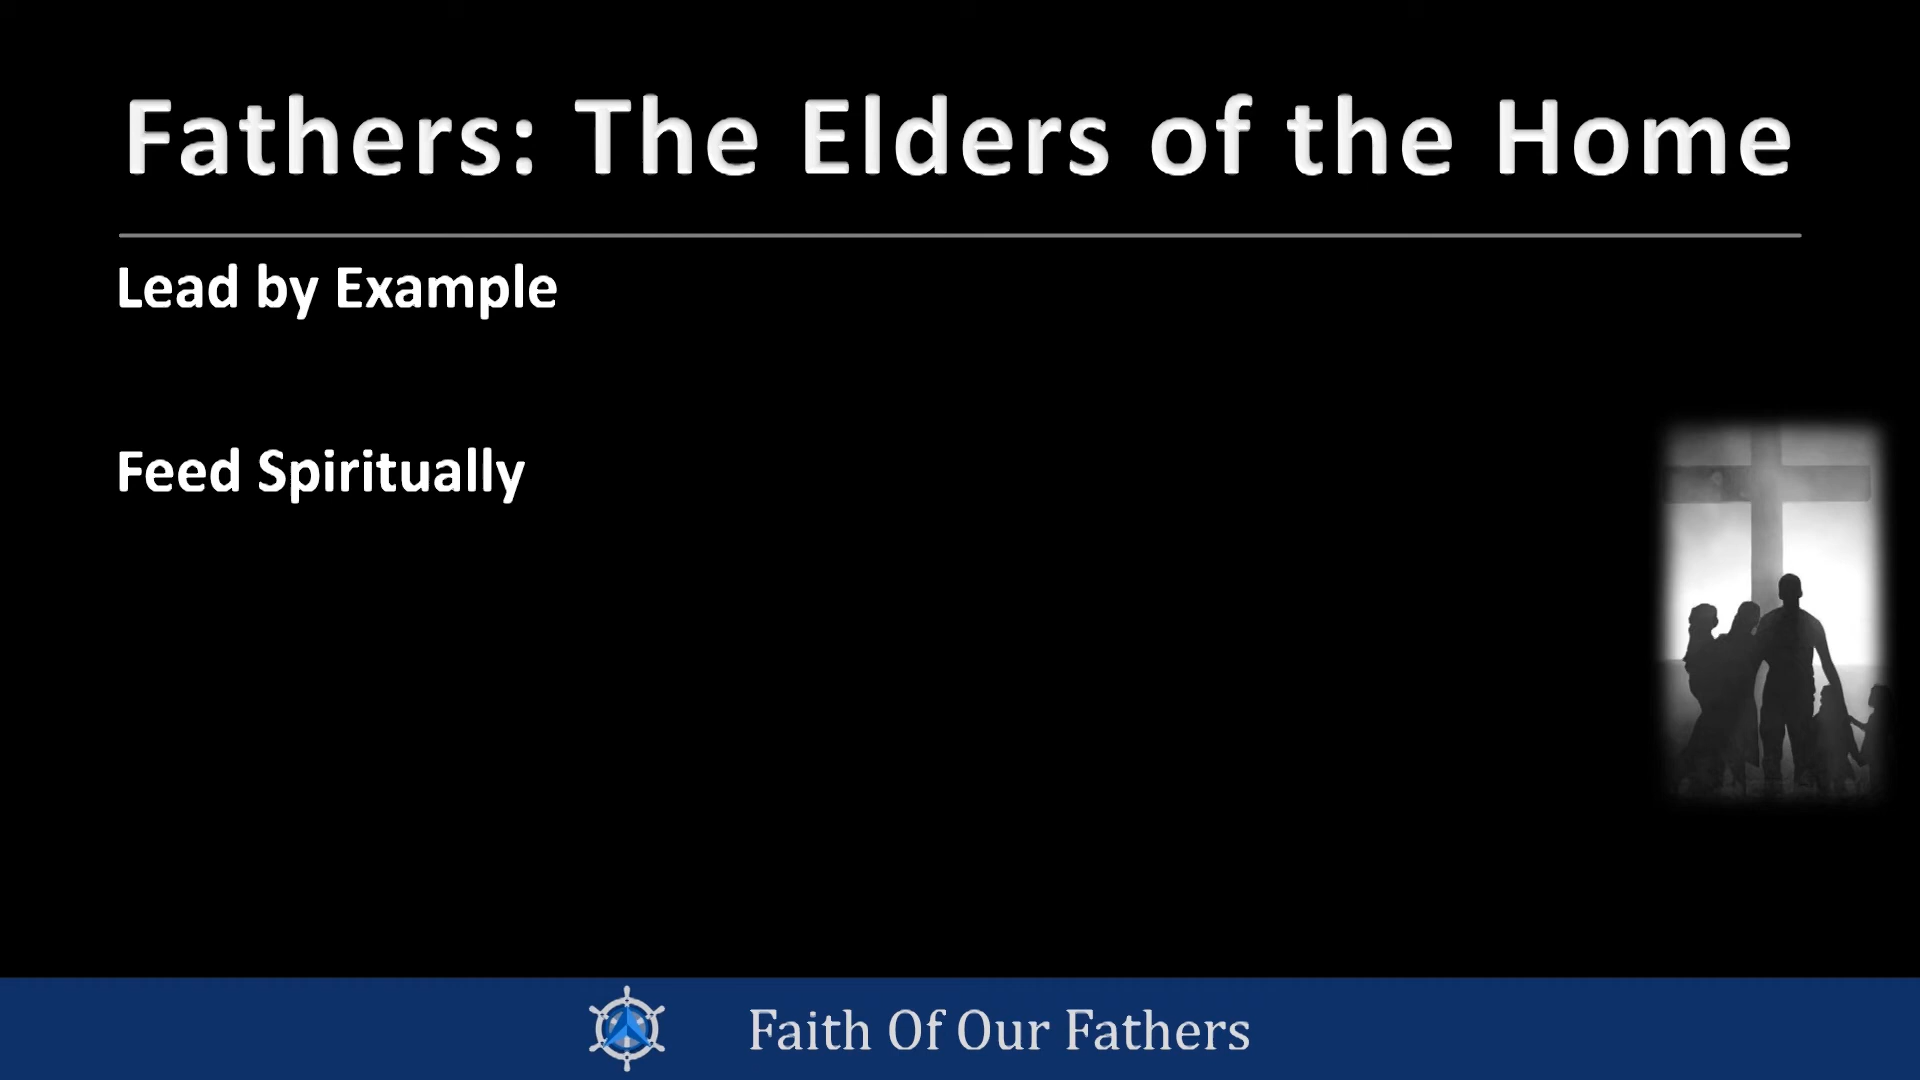 Fathers: The Elders of the Home
Lead by Example
Feed Spiritually
Faith Of Our Fathers